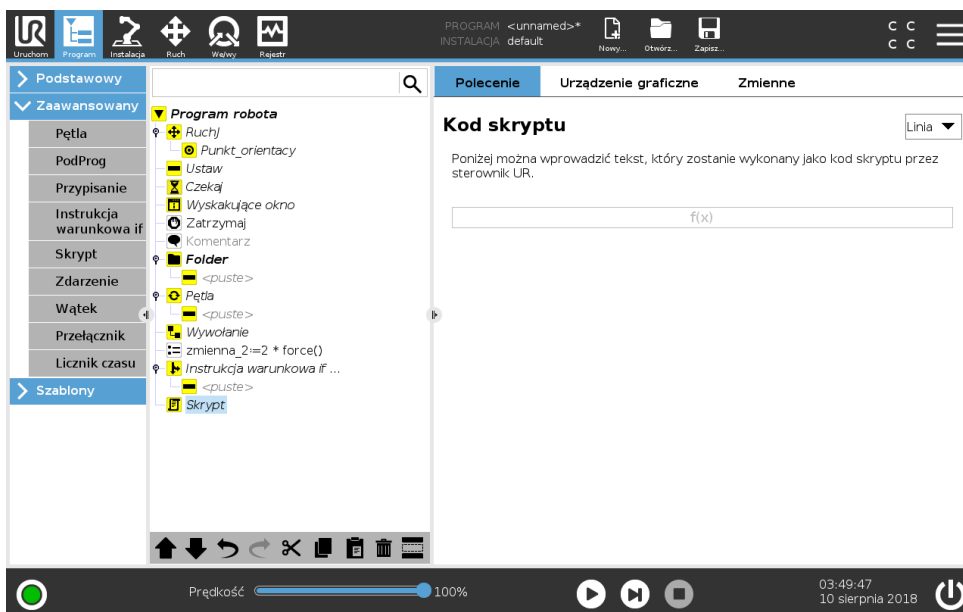 UR
PROGRAM <unnamed>*
INSTALACJA default
Uruchom Program Instalacja Ruch We/wy Rejestr
Nowy... Otwórz... Zapisz...
C C
C C
Podstawowy
Zaawansowany
Pętla
PodProg
Przypisanie
Instrukcja
warunkowa if
Skrypt
Zdarzenie
Wątek
Przełącznik
Licznik czasu
Szablony
Program robota
RuchJ
Punkt_orientacy
Ustaw
Czekaj
Wyskakujące okno
Zatrzymaj
Komentarz
Folder
<puste>
Pętla
<puste>
Wywołanie
zmienna_2:=2 * force()
Instrukcja warunkowa if ...
<puste>
Skrypt
Polecenie Urządzenie graficzne Zmienne
Kod skryptu
Linia
Poniżej można wprowadzić tekst, który zostanie wykonany jako kod skryptu przez
sterownik UR.
f(x)
Prędkość 100%
03:49:47
10 sierpnia 2018